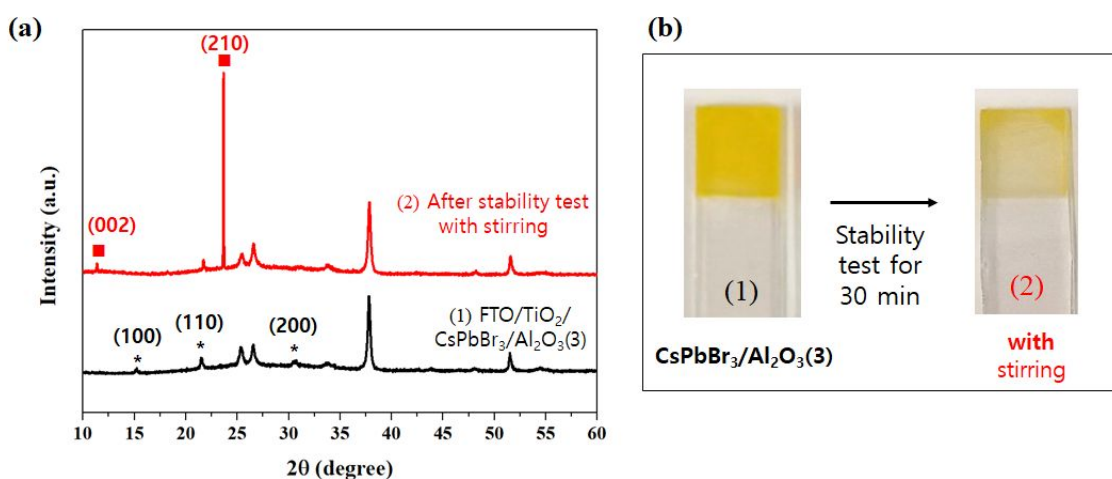 (a)
(210)
(002)
(2) After stability test
with stirring
(100)
(110)
(200)
(1) FTO/TiO₂/
CsPbBr₃/Al₂O₃(3)
* * *
Intensity (a.u.)
10 15 20 25 30 35 40 45 50 55 60
2θ (degree)
(b)
(1)
Stability
test for
30 min
(2)
CsPbBr₃/Al₂O₃(3)
with
stirring